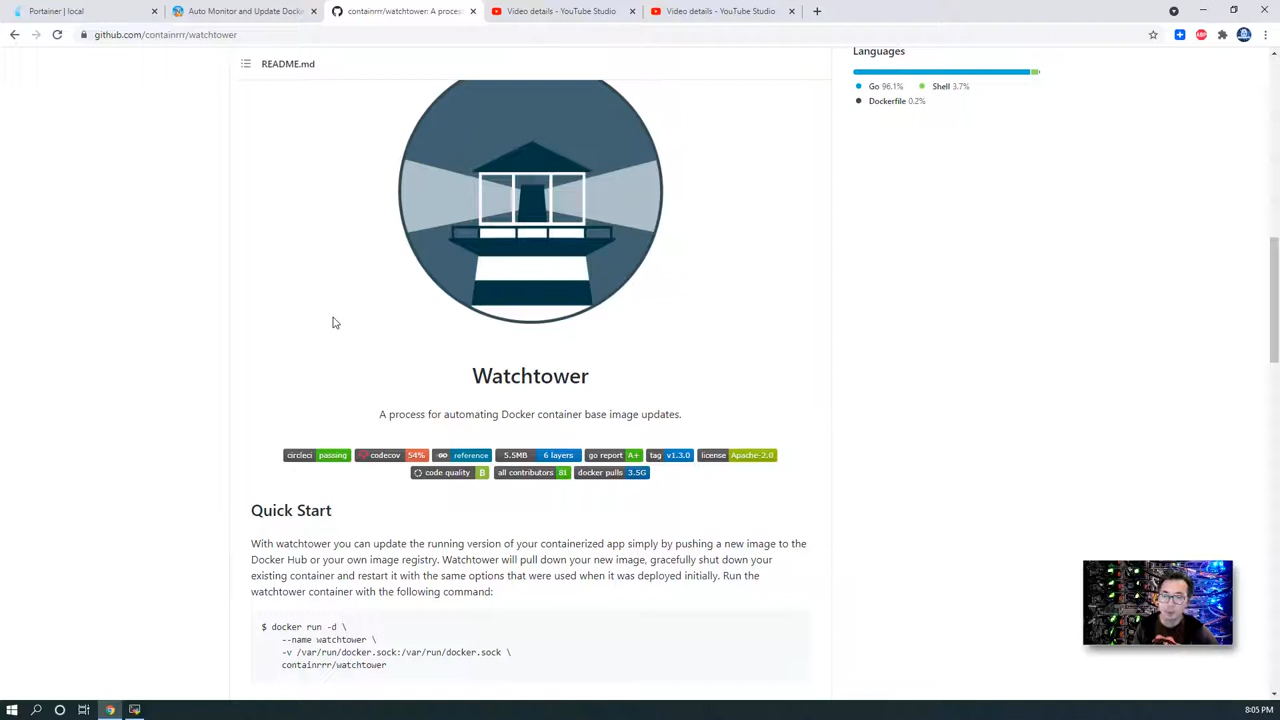 Portainer | local
Auto Monitor and Update Docke
containrrr/watchtower: A proces
Video details - YouTube Studio
Video details - YouTube Studio
github.com/containrrr/watchtower
README.md
Languages
Go 96.1%
Shell 3.7%
Dockerfile 0.2%
Watchtower
A process for automating Docker container base image updates.
circleci passing
codecov 54%
GO reference
5.5MB 6 layers
go report A+
tag v1.3.0
license Apache-2.0
code quality B
all contributors 81
docker pulls 3.5G
Quick Start
With watchtower you can update the running version of your containerized app simply by pushing a new image to the
Docker Hub or your own image registry. Watchtower will pull down your new image, gracefully shut down your
existing container and restart it with the same options that were used when it was deployed initially. Run the
watchtower container with the following command:
$ docker run -d \
--name watchtower \
-v /var/run/docker.sock:/var/run/docker.sock \
containrrr/watchtower
8:05 PM